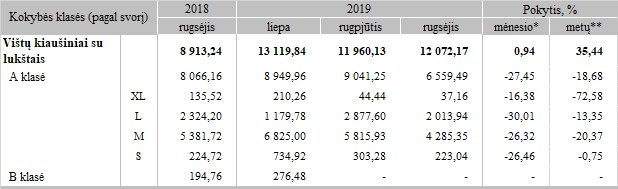 Kokybės klasės (pagal svorį) 2018 2019 Pokytis, %
rugsėjis liepa rugpjūtis rugsėjis mėnesio* metų**
Vištų kiaušiniai su lukštais 8 913,24 13 119,84 11 960,13 12 072,17 0,94 35,44
A klasė 8 066,16 8 949,96 9 041,25 6 559,49 -27,45 -18,68
XL 135,52 210,26 44,44 37,16 -16,38 -72,58
L 2 324,20 1 179,78 2 877,60 2 013,94 -30,01 -13,35
M 5 381,72 6 825,00 5 815,93 4 285,35 -26,32 -20,37
S 224,72 734,92 303,28 223,04 -26,46 -0,75
B klasė 194,76 276,48 - - - -